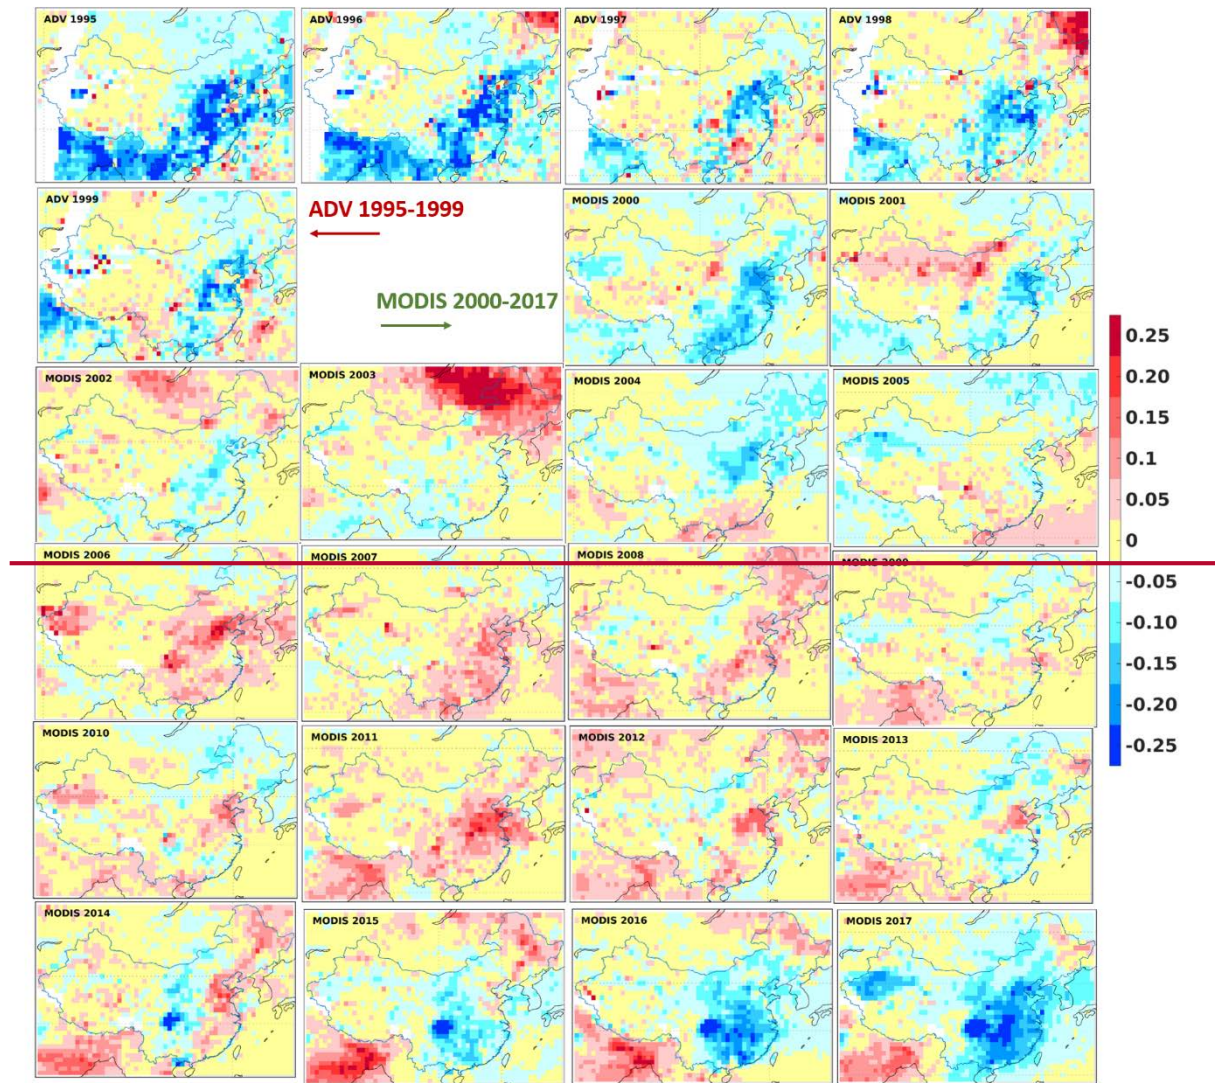 ADV 1995
ADV 1996
ADV 1997
ADV 1998
ADV 1999
ADV 1995-1999
MODIS 2000-2017
MODIS 2000
MODIS 2001
MODIS 2002
MODIS 2003
MODIS 2004
MODIS 2005
0.25
0.20
0.15
0.1
0.05
0
-0.05
-0.10
-0.15
-0.20
-0.25
MODIS 2006
MODIS 2007
MODIS 2008
MODIS 2009
MODIS 2010
MODIS 2011
MODIS 2012
MODIS 2013
MODIS 2014
MODIS 2015
MODIS 2016
MODIS 2017